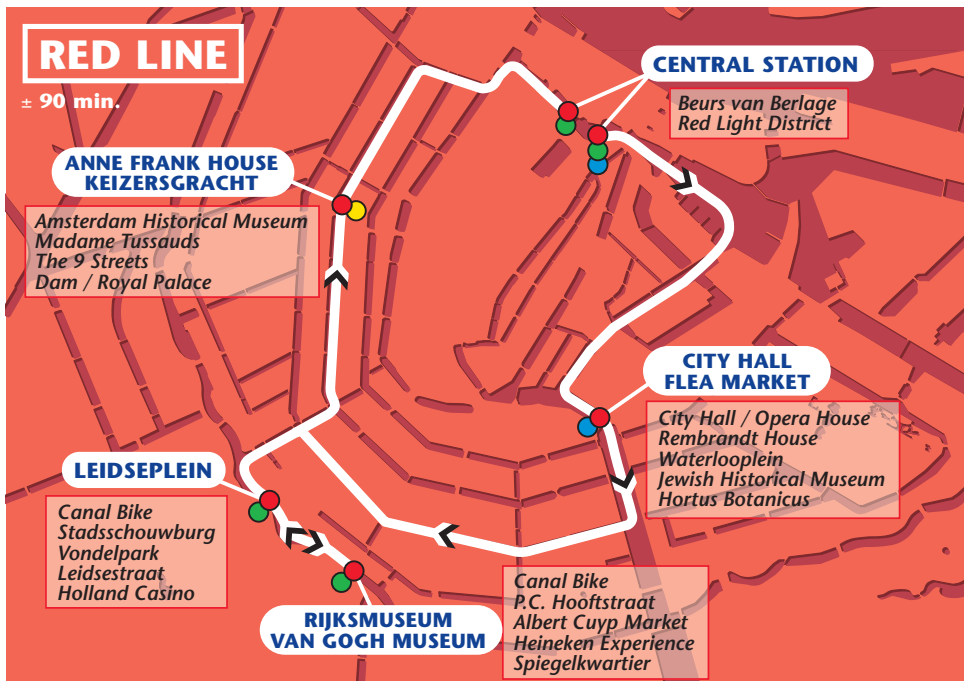 RED LINE
± 90 min.
CENTRAL STATION
Beurs van Berlage
Red Light District
ANNE FRANK HOUSE
KEIZERSGRACHT
Amsterdam Historical Museum
Madame Tussauds
The 9 Streets
Dam / Royal Palace
CITY HALL
FLEA MARKET
City Hall / Opera House
Rembrandt House
Waterlooplein
Jewish Historical Museum
Hortus Botanicus
LEIDSEPLEIN
Canal Bike
Stadsschouwburg
Vondelpark
Leidsestraat
Holland Casino
RIJKSMUSEUM
VAN GOGH MUSEUM
Canal Bike
P.C. Hooftstraat
Albert Cuyp Market
Heineken Experience
Spiegelkwartier